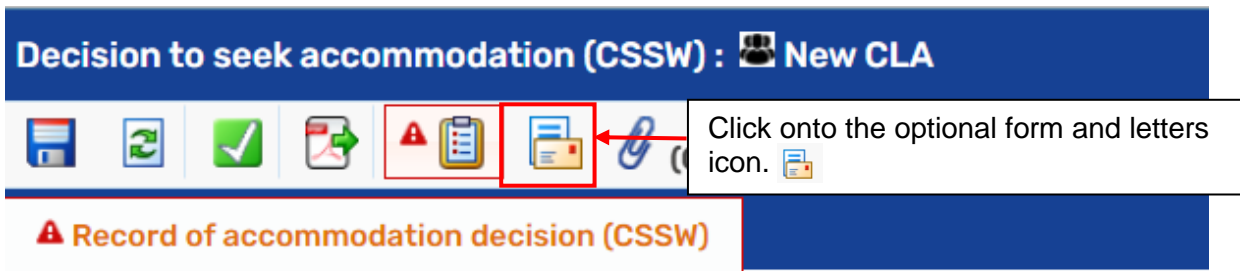 Decision to seek accommodation (CSSW) : New CLA
Click onto the optional form and letters
icon.
Record of accommodation decision (CSSW)